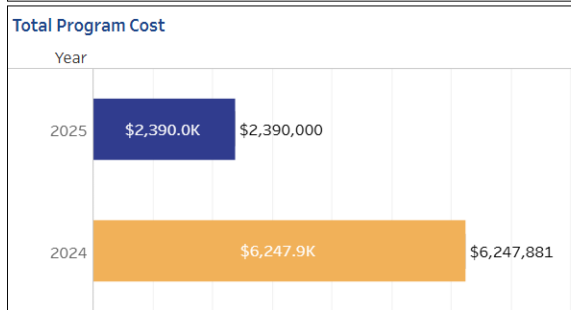 Total Program Cost
Year
2025 $2,390.0K $2,390,000
2024 $6,247.9K $6,247,881